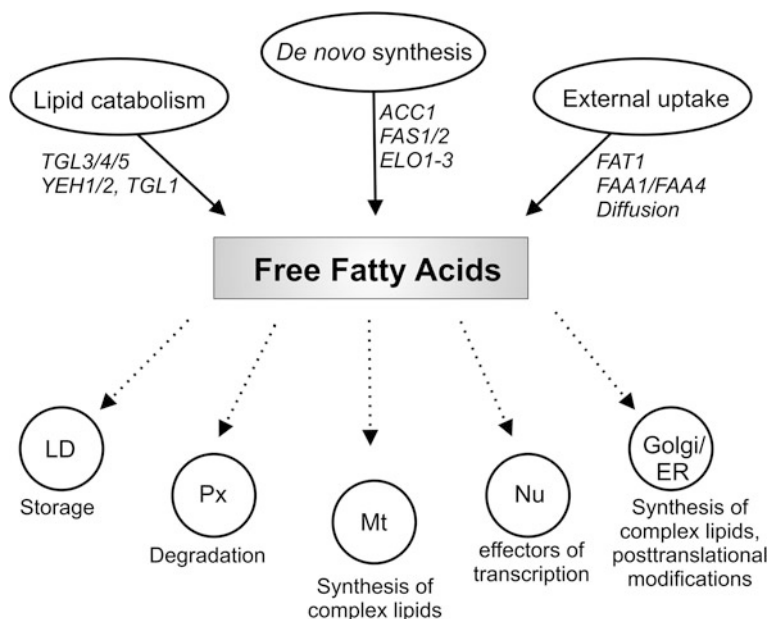 De novo synthesis
Lipid catabolism
External uptake
ACC1
FAS1/2
ELO1-3
TGL3/4/5
YEH1/2, TGL1
FAT1
FAA1/FAA4
Diffusion
Free Fatty Acids
LD
Storage
Px
Degradation
Mt
Synthesis of
complex lipids
Nu
effectors of
transcription
Golgi/
ER
Synthesis of
complex lipids,
posttranslational
modifications